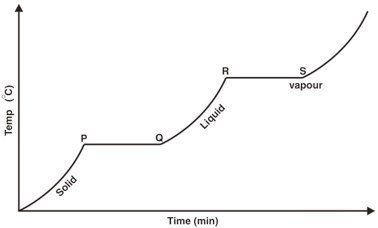 Temp (°C)
R
S
vapour
Liquid
P
Q
Solid
Time (min)